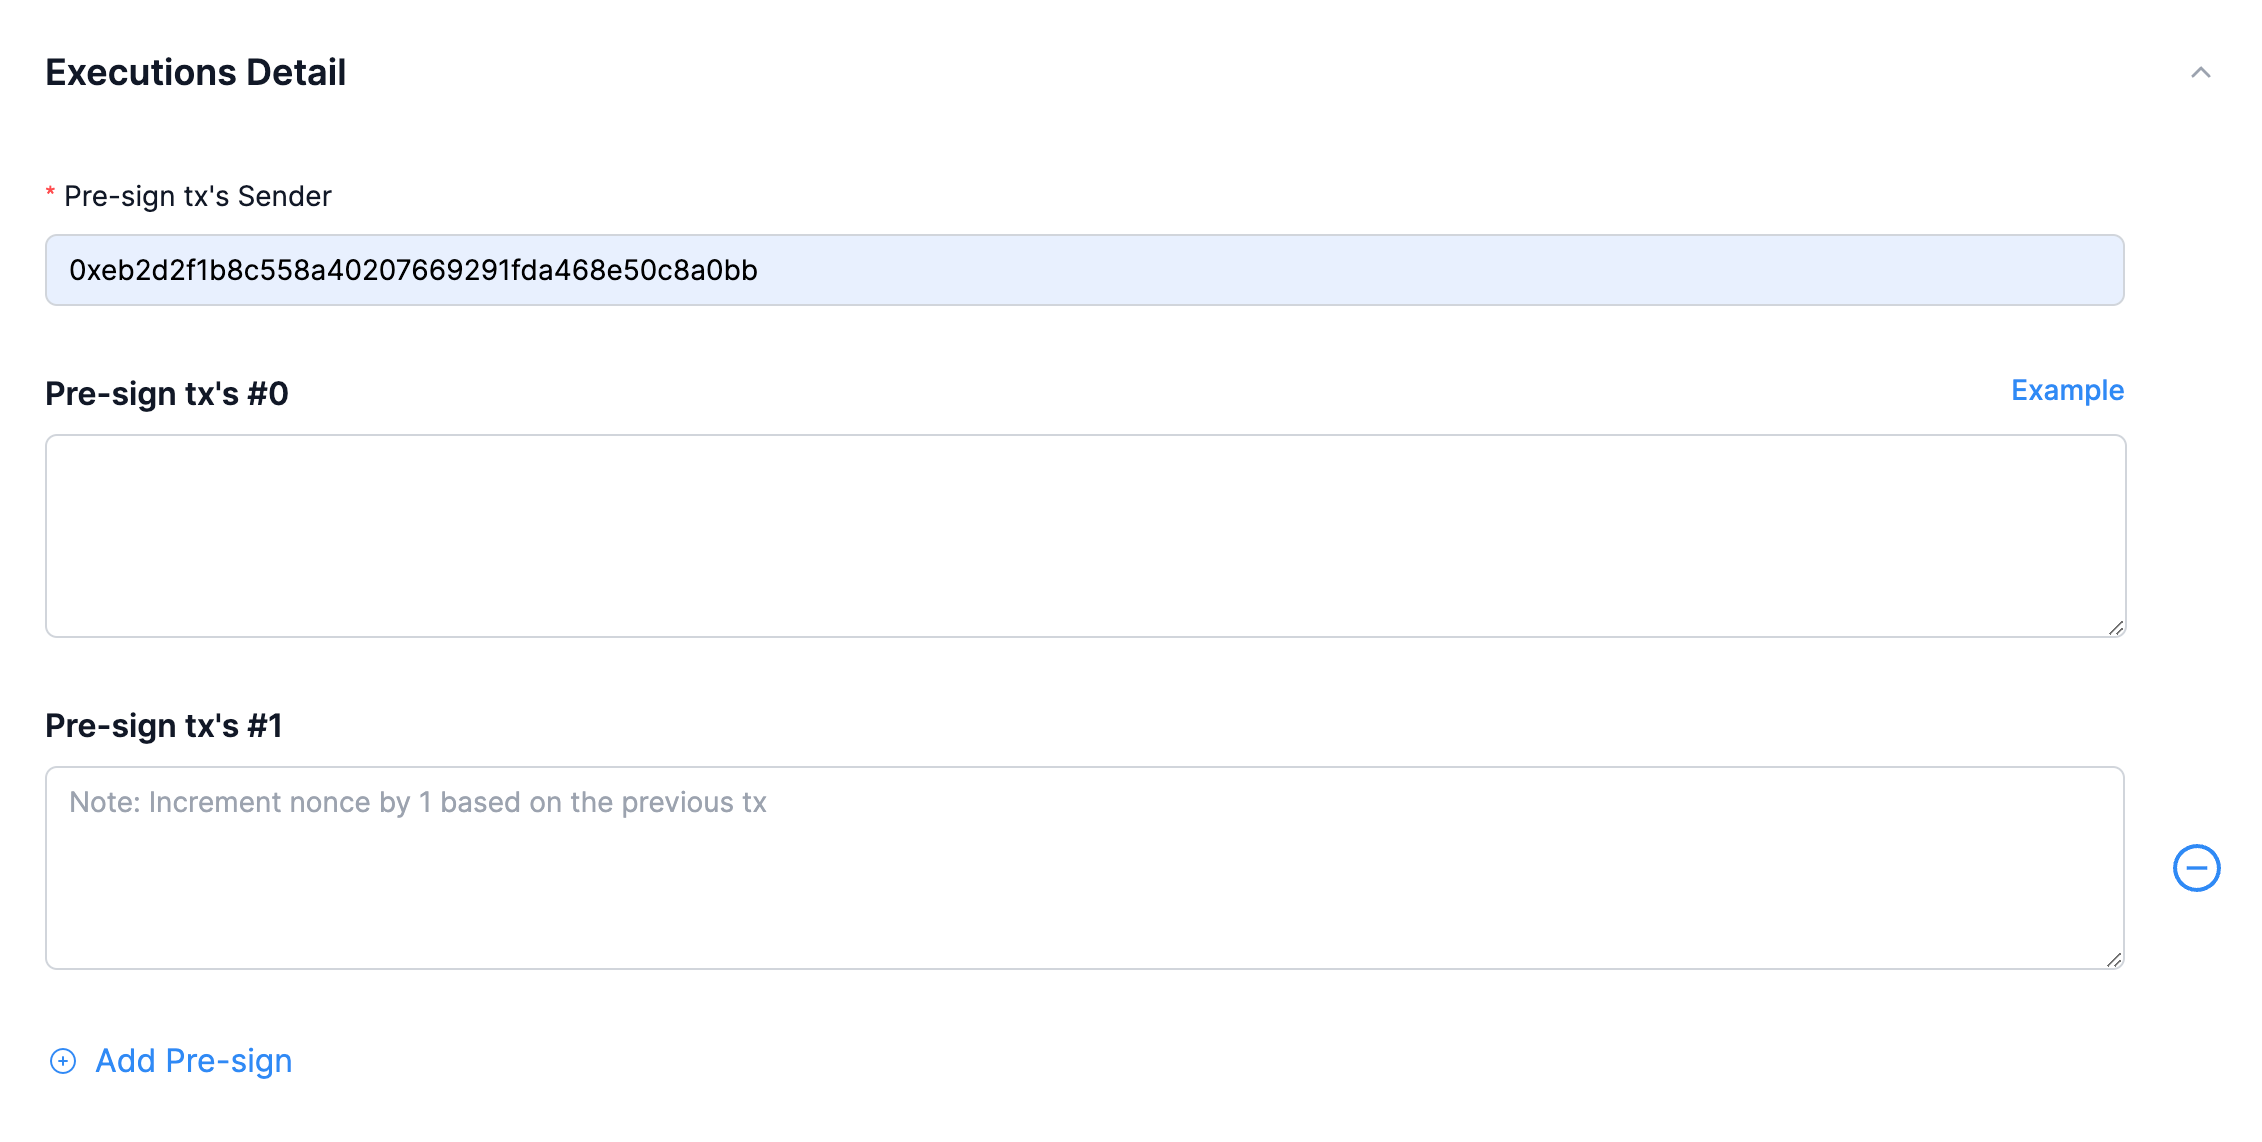 Executions Detail
* Pre-sign tx's Sender
0xeb2d2f1b8c558a40207669291fda468e50c8a0bb
Pre-sign tx's #0
Example
Pre-sign tx's #1
Note: Increment nonce by 1 based on the previous tx
Add Pre-sign